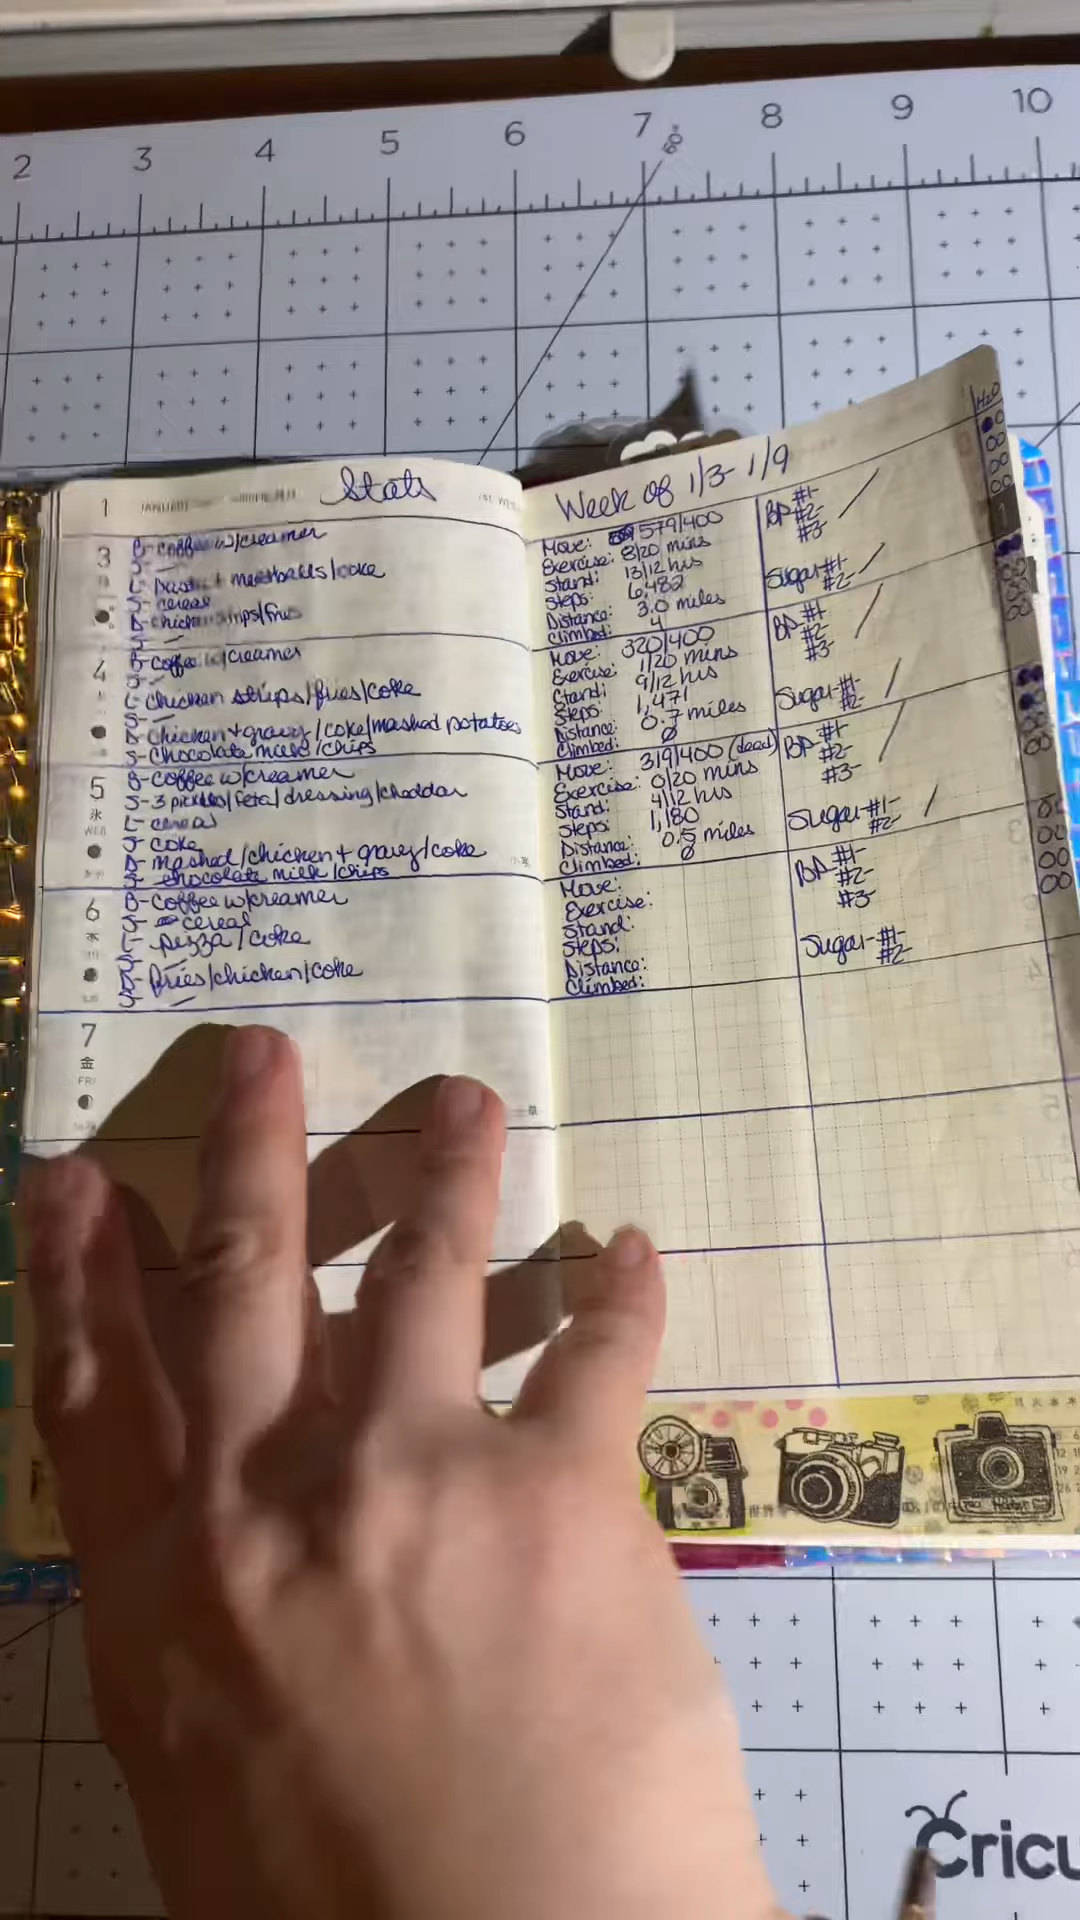 2 3 4 5 6 7 8 9 10
60°
1 JANUARY Stats
Week of 1/3-1/9
H2O
3
B- coffee w/creamer
S- —
L- pasta + meatballs/coke
S- cereal
D- chicken strips/fries
S- —
Move: 579/400
Exercise: 8/20 mins
Stand: 13/12 hrs
Steps: 6,482
Distance: 3.0 miles
Climbed: 4
BP-#1-
#2-
#3-
Sugar-#1-
#2-
4
B- coffee w/creamer
S- —
L- Chicken strips/fries/coke
S- —
D- Chicken + gravy/coke/mashed potatoes
S- Chocolate milk/chips
Move: 320/400
Exercise: 1/20 mins
Stand: 9/12 hrs
Steps: 1,471
Distance: 0.7 miles
Climbed: 0
BP-#1-
#2-
#3-
Sugar-#1-
#2-
5
水
WED
B- coffee w/creamer
S- 3 pickles/feta/dressing/cheddar
L- cereal
S- coke
D- mashed/chicken + gravy/coke
S- chocolate milk/chips
Move: 319/400 (dead)
Exercise: 0/20 mins
Stand: 4/12 hrs
Steps: 1,180
Distance: 0.5 miles
Climbed: 0
BP-#1-
#2-
#3-
Sugar-#1-
#2-
6
木
B- coffee w/creamer
S- cereal
L- pizza/coke
S- —
D- fries/chicken/coke
S- —
Move:
Exercise:
Stand:
Steps:
Distance:
Climbed:
BP-#1-
#2-
#3-
Sugar-#1-
#2-
7
金
FRI
Cricu